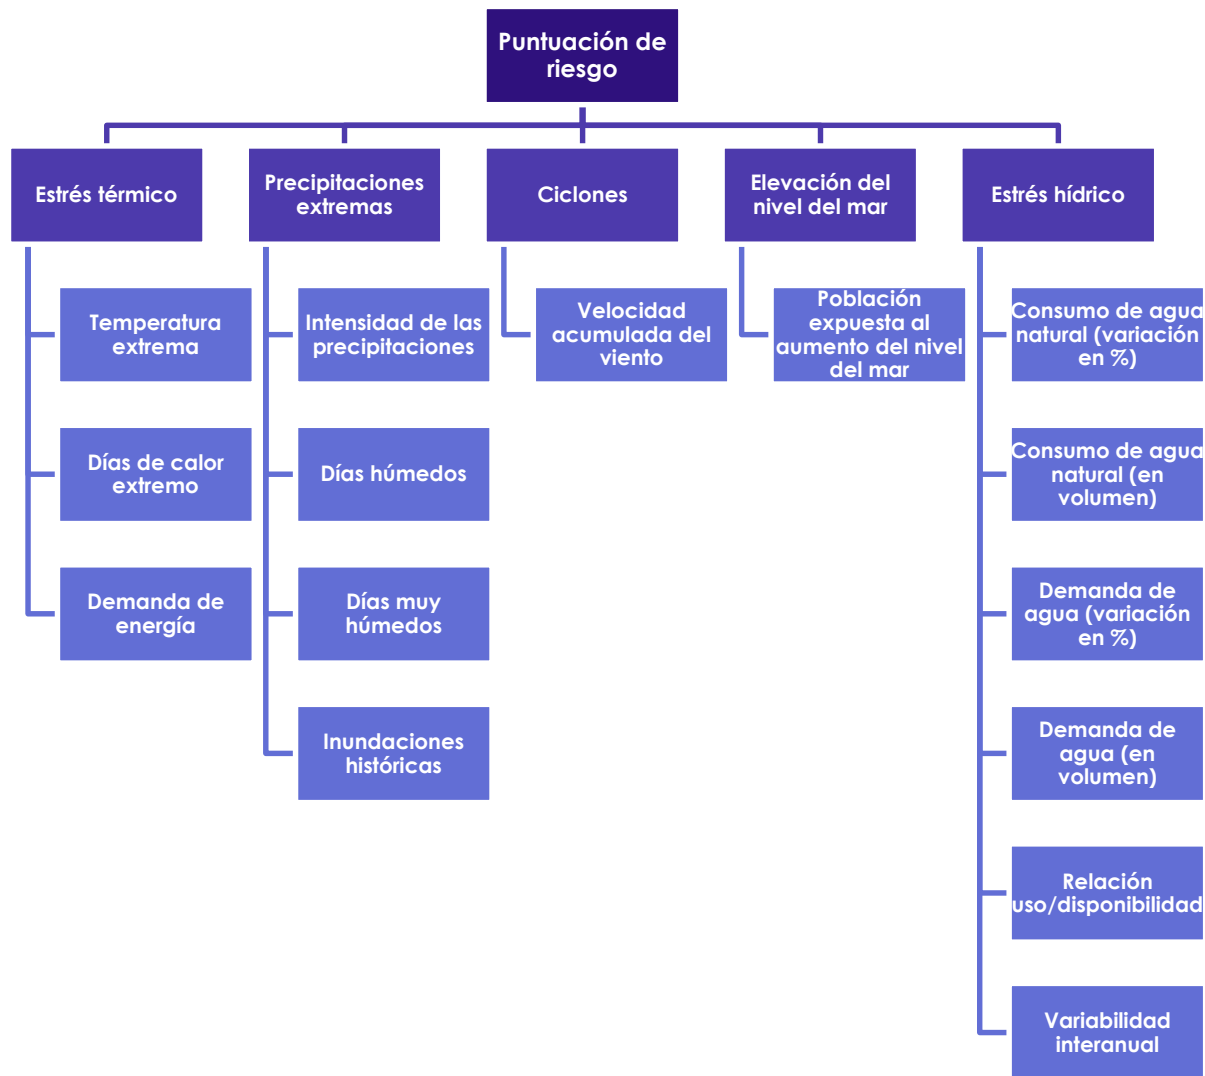 Puntuación de
riesgo
Estrés térmico
Precipitaciones
extremas
Ciclones
Elevación del
nivel del mar
Estrés hídrico
Temperatura
extrema
Días de calor
extremo
Demanda de
energía
Intensidad de las
precipitaciones
Días húmedos
Días muy
húmedos
Inundaciones
históricas
Velocidad
acumulada del
viento
Población
expuesta al
aumento del nivel
del mar
Consumo de agua
natural (variación
en %)
Consumo de agua
natural (en
volumen)
Demanda de
agua (variación
en %)
Demanda de
agua (en
volumen)
Relación
uso/disponibilidad
Variabilidad
interanual